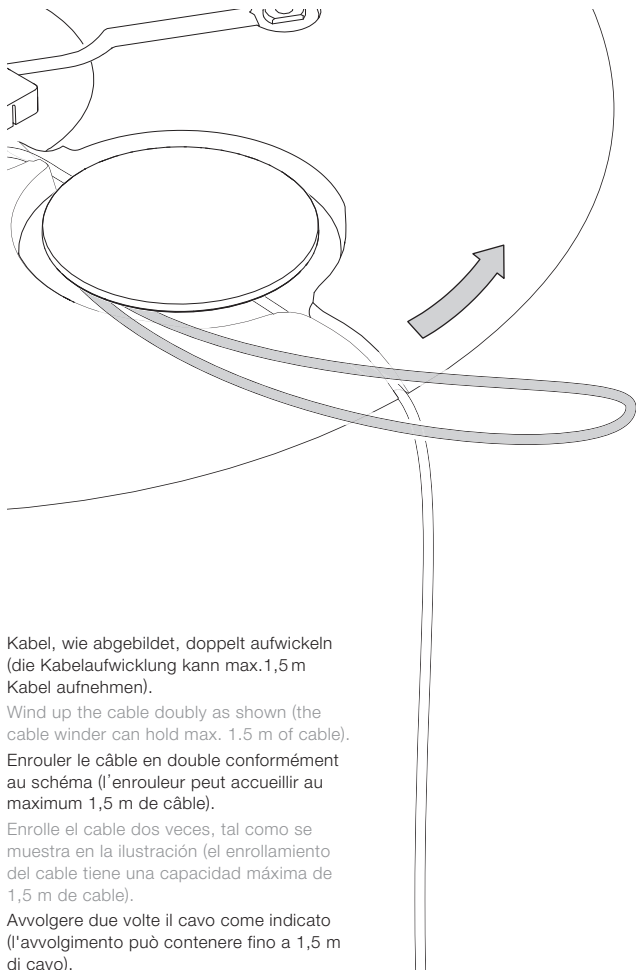 Kabel, wie abgebildet, doppelt aufwickeln
(die Kabelaufwicklung kann max.1,5 m
Kabel aufnehmen).
Wind up the cable doubly as shown (the
cable winder can hold max. 1.5 m of cable).
Enrouler le câble en double conformément
au schéma (l'enrouleur peut accueillir au
maximum 1,5 m de câble).
Enrolle el cable dos veces, tal como se
muestra en la ilustración (el enrollamiento
del cable tiene una capacidad máxima de
1,5 m de cable).
Avvolgere due volte il cavo come indicato
(l'avvolgimento può contenere fino a 1,5 m
di cavo).